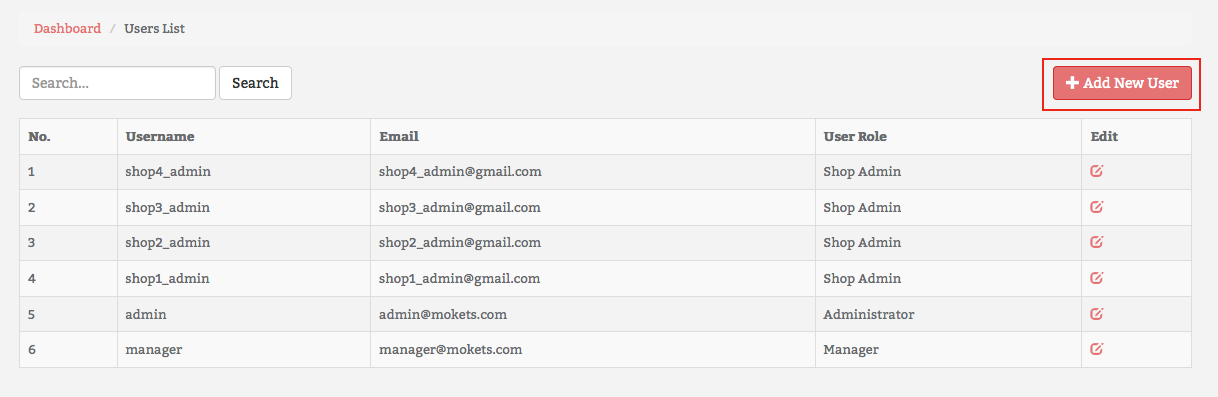 Dashboard / Users List
Search... Search + Add New User
No. Username Email User Role Edit
1 shop4_admin shop4_admin@gmail.com Shop Admin
2 shop3_admin shop3_admin@gmail.com Shop Admin
3 shop2_admin shop2_admin@gmail.com Shop Admin
4 shop1_admin shop1_admin@gmail.com Shop Admin
5 admin admin@mokets.com Administrator
6 manager manager@mokets.com Manager